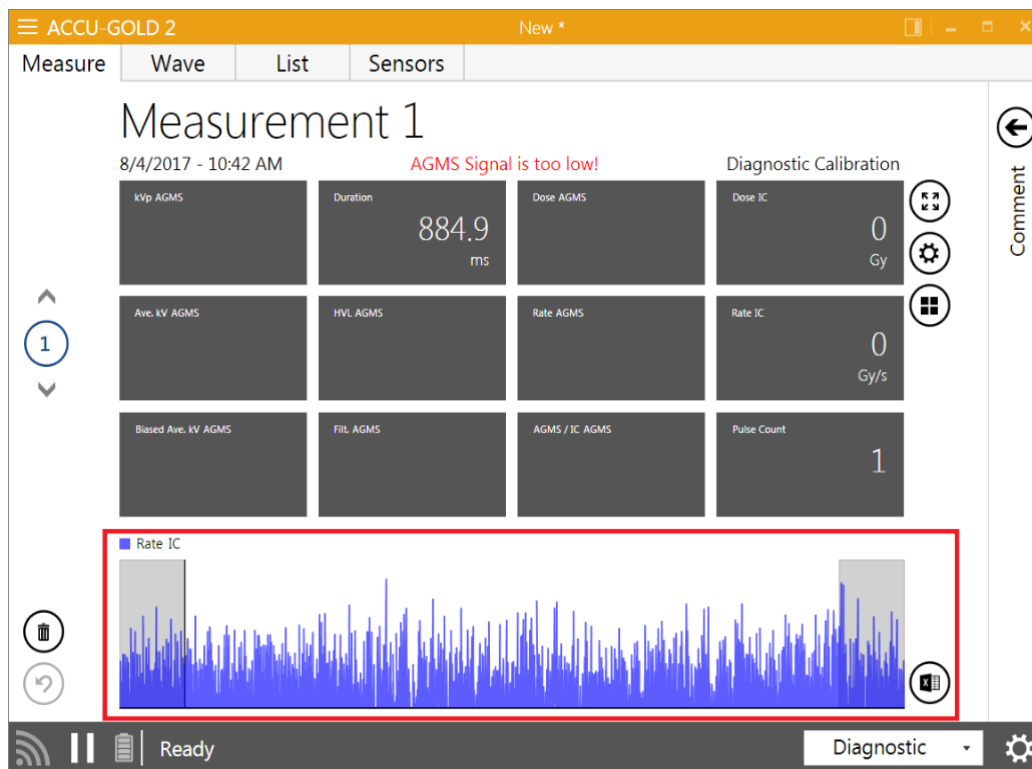 ACCU-GOLD 2
New *
Measure Wave List Sensors
Measurement 1
8/4/2017 - 10:42 AM AGMS Signal is too low! Diagnostic Calibration
Comment
kVp AGMS
Duration
884.9
ms
Dose AGMS
Dose IC
0
Gy
Ave. kV AGMS
HVL AGMS
Rate AGMS
Rate IC
0
Gy/s
1
Biased Ave. kV AGMS
Filt. AGMS
AGMS / IC AGMS
Pulse Count
1
Rate IC
Ready
Diagnostic